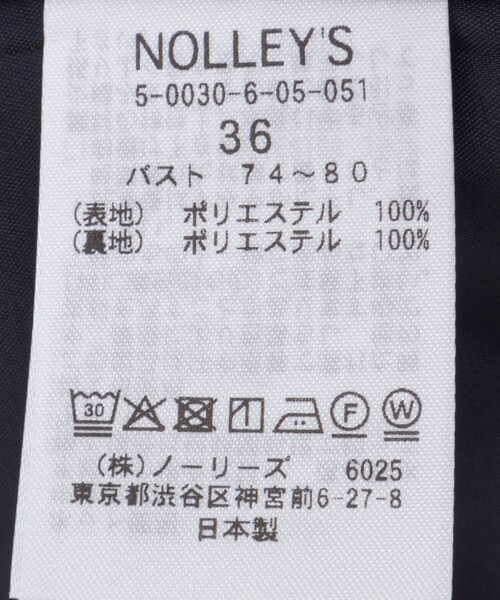 NOLLEY'S
5-0030-6-05-051
36
バスト 74～80
(表地) ポリエステル 100%
(裏地) ポリエステル 100%
30 F W
(株)ノーリーズ 6025
東京都渋谷区神宮前6-27-8
日本製